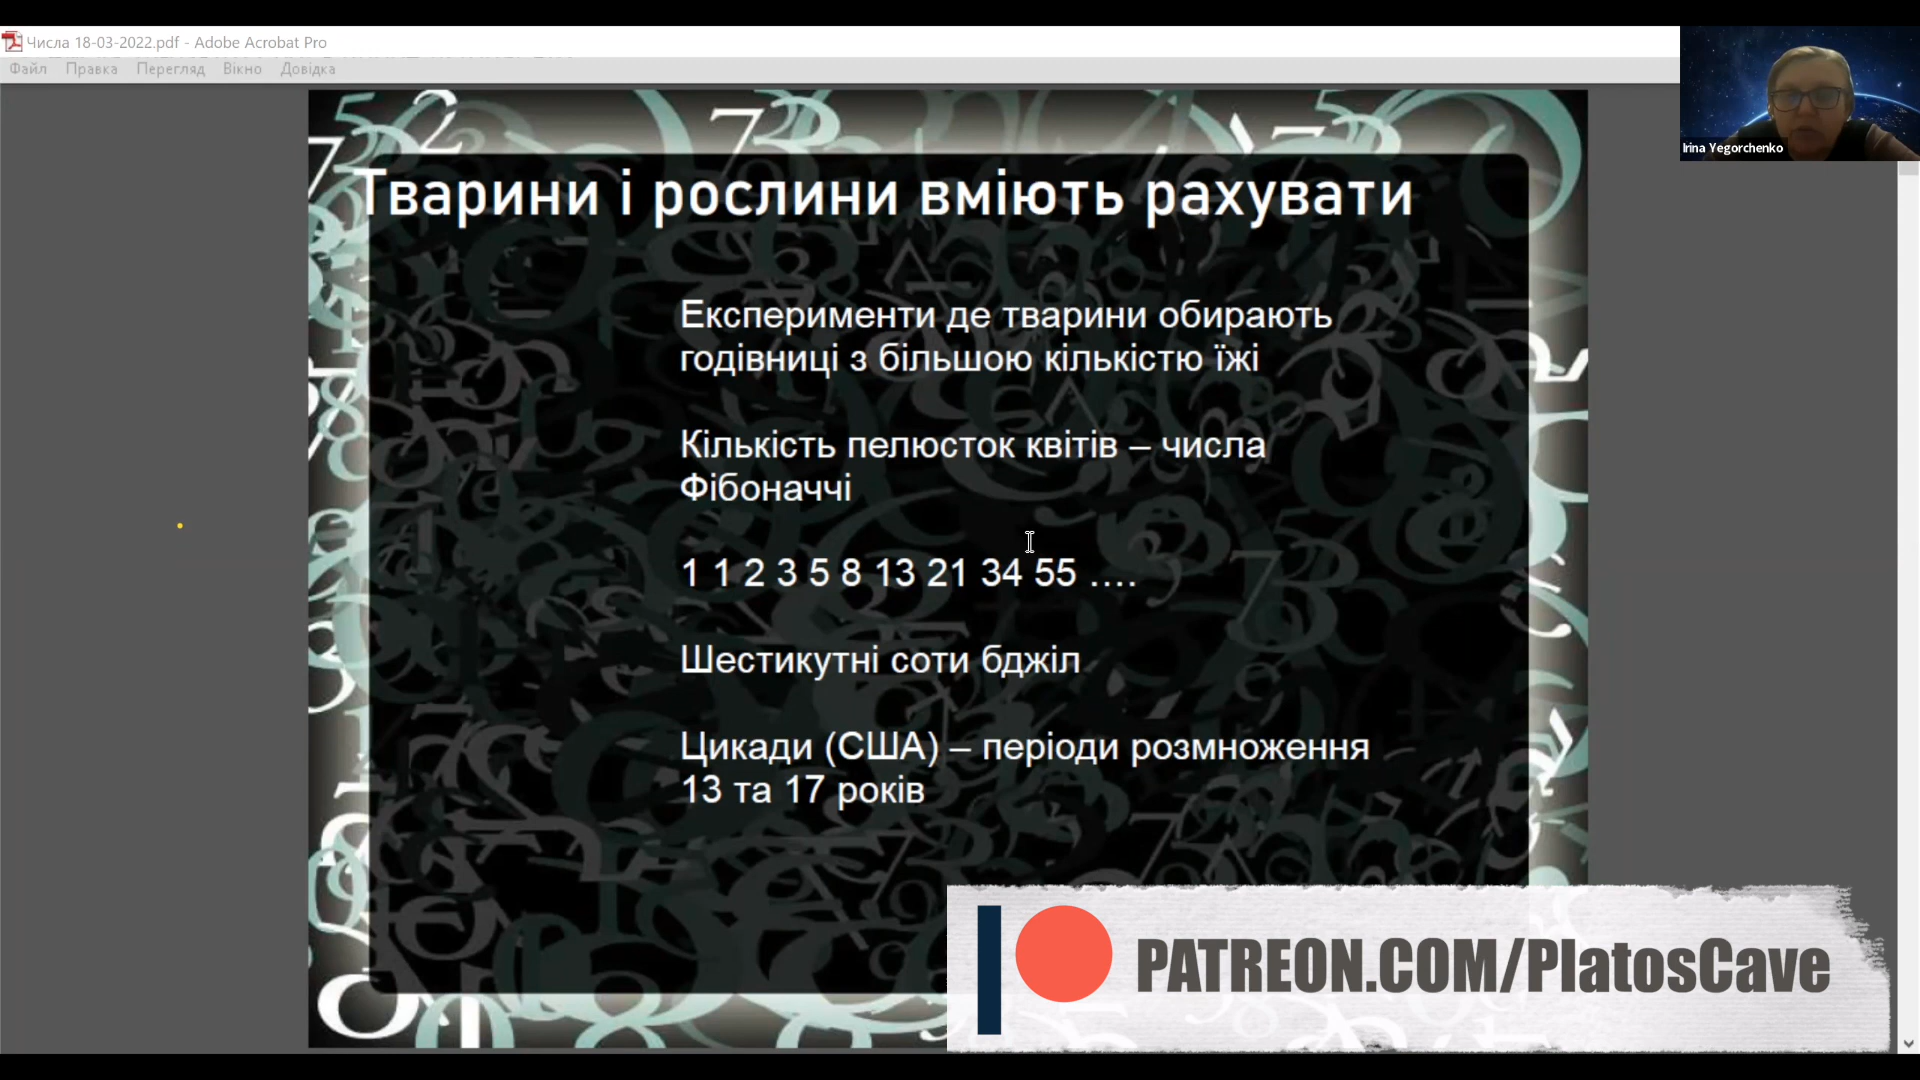 Числа 18-03-2022.pdf - Adobe Acrobat Pro
Файл Правка Перегляд Вікно Довідка
Irina Yegorchenko
Тварини і рослини вміють рахувати
Експерименти де тварини обирають
годівниці з більшою кількістю їжі
Кількість пелюсток квітів – числа
Фібоначчі
1 1 2 3 5 8 13 21 34 55 ....
Шестикутні соти бджіл
Цикади (США) – періоди розмноження
13 та 17 років
PATREON.COM/PlatosCave